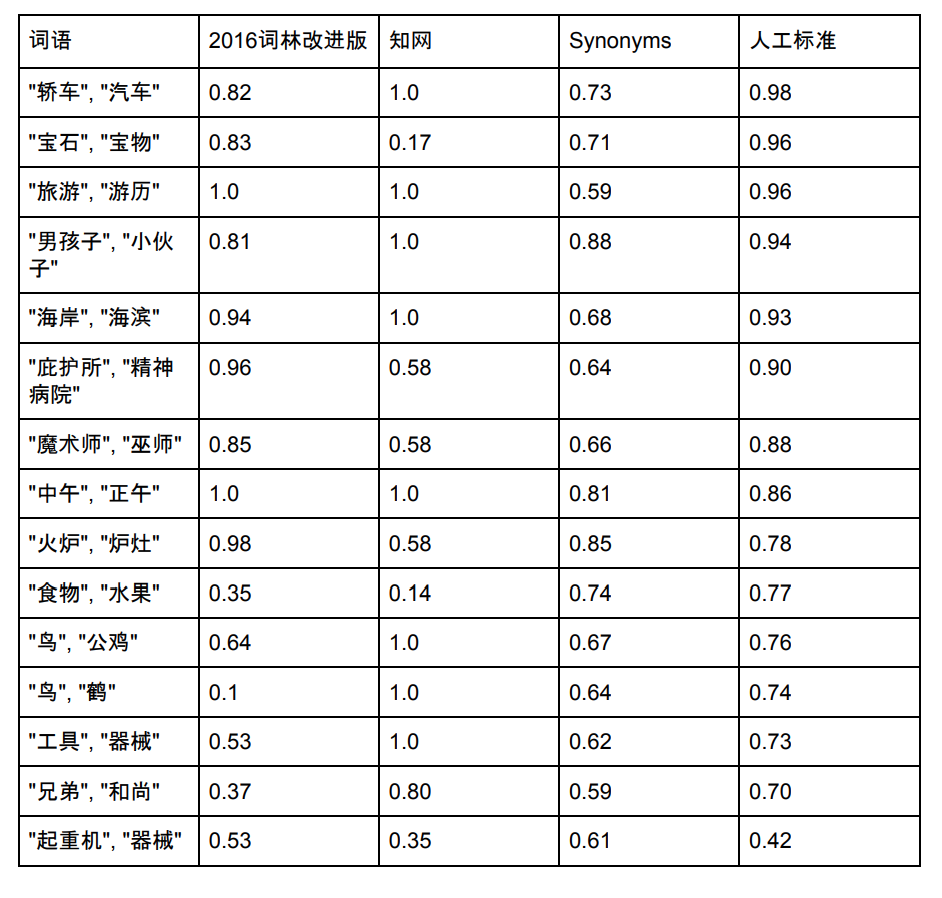 词语 2016词林改进版 知网 Synonyms 人工标准
"轿车", "汽车" 0.82 1.0 0.73 0.98
"宝石", "宝物" 0.83 0.17 0.71 0.96
"旅游", "游历" 1.0 1.0 0.59 0.96
"男孩子", "小伙 0.81 1.0 0.88 0.94
子"
"海岸", "海滨" 0.94 1.0 0.68 0.93
"庇护所", "精神 0.96 0.58 0.64 0.90
病院"
"魔术师", "巫师" 0.85 0.58 0.66 0.88
"中午", "正午" 1.0 1.0 0.81 0.86
"火炉", "炉灶" 0.98 0.58 0.85 0.78
"食物", "水果" 0.35 0.14 0.74 0.77
"鸟", "公鸡" 0.64 1.0 0.67 0.76
"鸟", "鹤" 0.1 1.0 0.64 0.74
"工具", "器械" 0.53 1.0 0.62 0.73
"兄弟", "和尚" 0.37 0.80 0.59 0.70
"起重机", "器械" 0.53 0.35 0.61 0.42